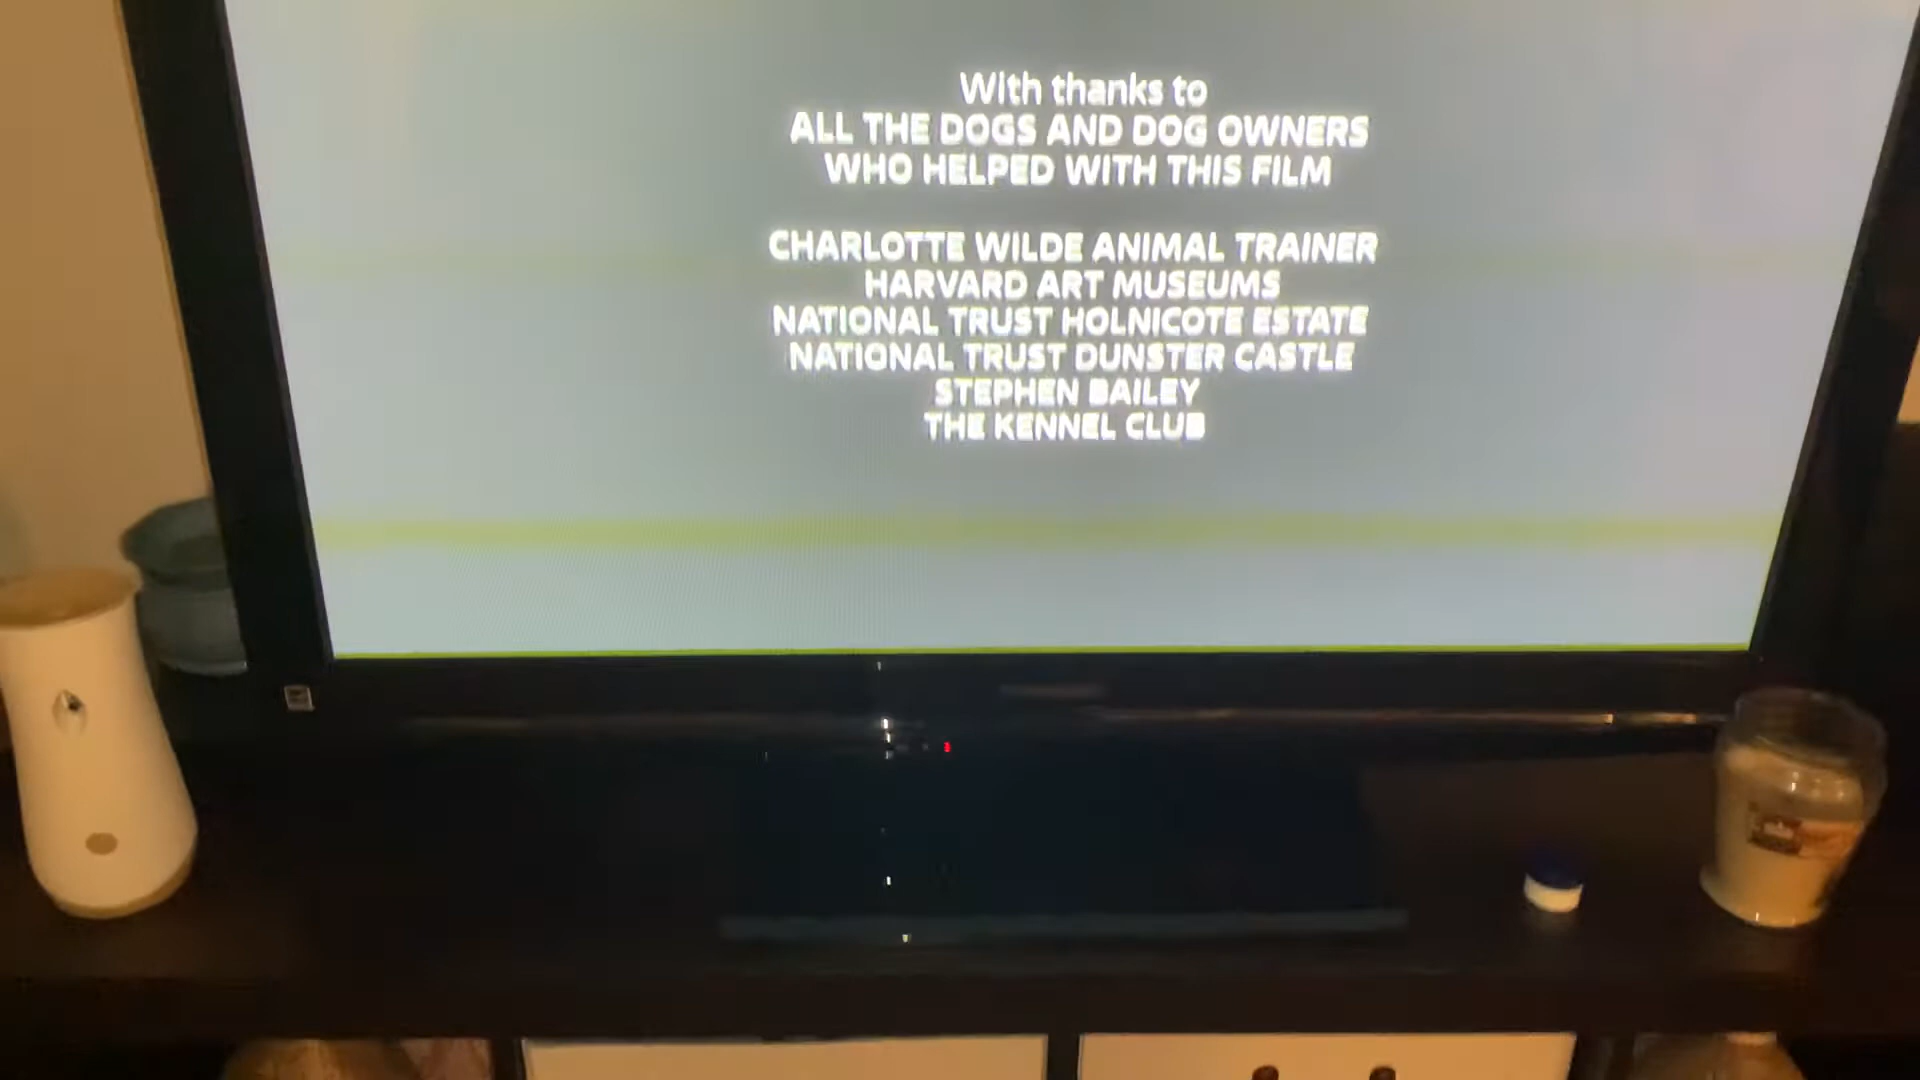 With thanks to
ALL THE DOGS AND DOG OWNERS
WHO HELPED WITH THIS FILM
CHARLOTTE WILDE ANIMAL TRAINER
HARVARD ART MUSEUMS
NATIONAL TRUST HOLNICOTE ESTATE
NATIONAL TRUST DUNSTER CASTLE
STEPHEN BAILEY
THE KENNEL CLUB